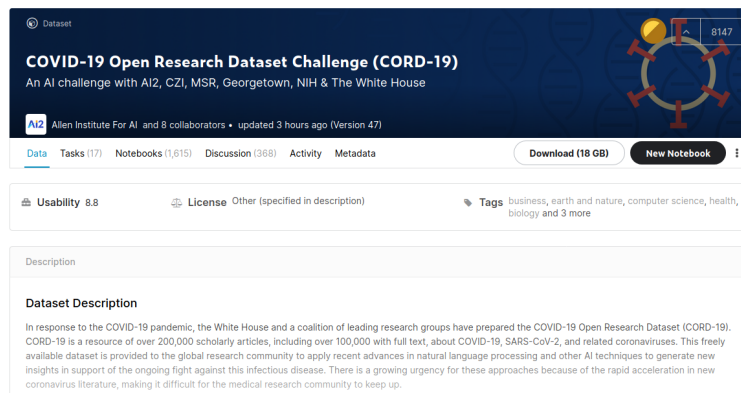 Dataset
8147
COVID-19 Open Research Dataset Challenge (CORD-19)
An AI challenge with AI2, CZI, MSR, Georgetown, NIH & The White House
Ai2 Allen Institute For AI and 8 collaborators • updated 3 hours ago (Version 47)
Data Tasks (17) Notebooks (1,615) Discussion (368) Activity Metadata Download (18 GB) New Notebook
Usability 8.8 License Other (specified in description) Tags business, earth and nature, computer science, health,
biology and 3 more
Description
Dataset Description
In response to the COVID-19 pandemic, the White House and a coalition of leading research groups have prepared the COVID-19 Open Research Dataset (CORD-19).
CORD-19 is a resource of over 200,000 scholarly articles, including over 100,000 with full text, about COVID-19, SARS-CoV-2, and related coronaviruses. This freely
available dataset is provided to the global research community to apply recent advances in natural language processing and other AI techniques to generate new
insights in support of the ongoing fight against this infectious disease. There is a growing urgency for these approaches because of the rapid acceleration in new
coronavirus literature, making it difficult for the medical research community to keep up.